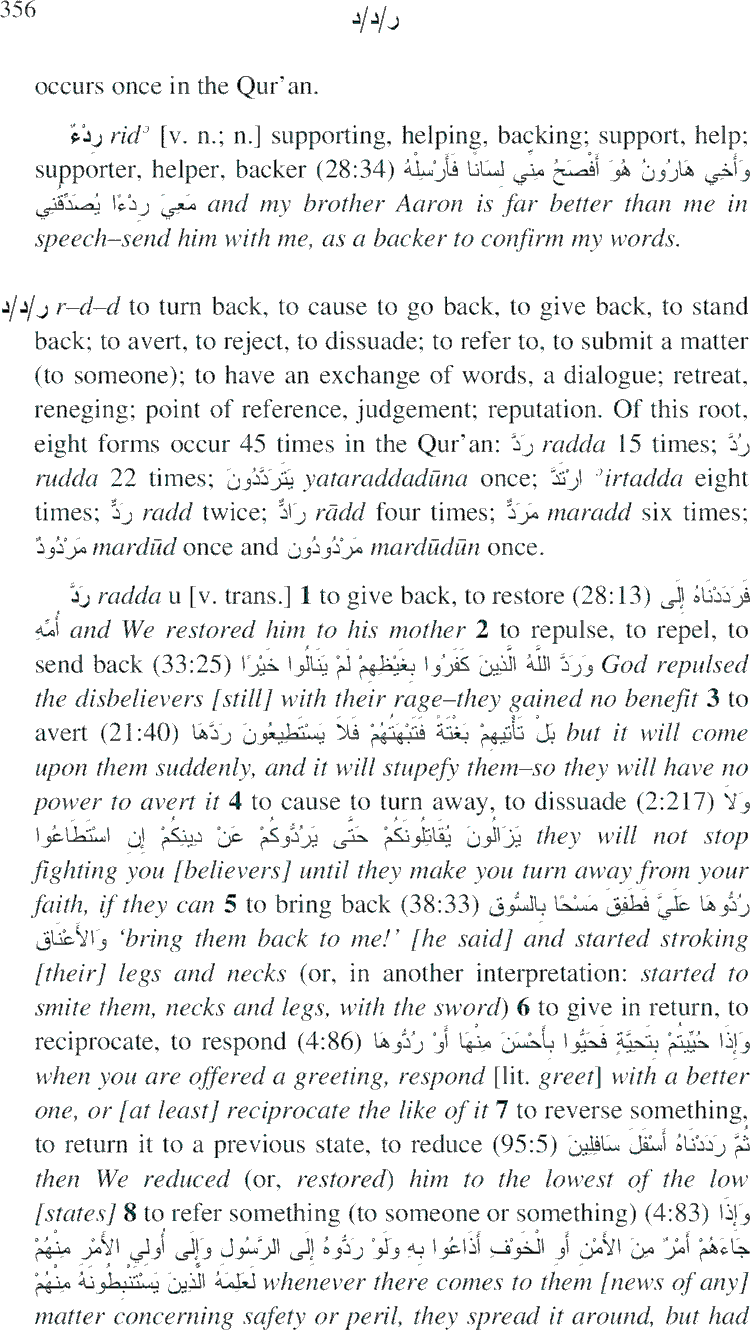 356
ر/د/د
occurs once in the Qur'an.
رِدْءٌ ridʾ [v. n.; n.] supporting, helping, backing; support, help;
supporter, helper, backer (28:34) وَأَخِي هَارُونُ هُوَ أَفْصَحُ مِنِّي لِسَانًا فَأَرْسِلْهُ
مَعِيَ رِدْءًا يُصَدِّقُنِي and my brother Aaron is far better than me in
speech–send him with me, as a backer to confirm my words.
ر/د/د r–d–d to turn back, to cause to go back, to give back, to stand
back; to avert, to reject, to dissuade; to refer to, to submit a matter
(to someone); to have an exchange of words, a dialogue; retreat,
reneging; point of reference, judgement; reputation. Of this root,
eight forms occur 45 times in the Qur'an: رَدَّ radda 15 times; رُدَّ
rudda 22 times; يَتَرَدَّدُونَ yataraddadūna once; ارْتَدَّ ʾirtadda eight
times; رَدٌّ radd twice; رَادٌّ rādd four times; مَرَدٌّ maradd six times;
مَرْدُودٌ mardūd once and مَرْدُودُون mardūdūn once.
رَدَّ radda u [v. trans.] 1 to give back, to restore (28:13) فَرَدَدْنَاهُ إِلَى
أُمِّهِ and We restored him to his mother 2 to repulse, to repel, to
send back (33:25) وَرَدَّ اللَّهُ الَّذِينَ كَفَرُوا بِغَيْظِهِمْ لَمْ يَنَالُوا خَيْرًا God repulsed
the disbelievers [still] with their rage–they gained no benefit 3 to
avert (21:40) بَلْ تَأْتِيهِمْ بَغْتَةً فَتَبْهَتُهُمْ فَلاَ يَسْتَطِيعُونَ رَدَّهَا but it will come
upon them suddenly, and it will stupefy them–so they will have no
power to avert it 4 to cause to turn away, to dissuade (2:217) وَلاَ
يَزَالُونَ يُقَاتِلُونَكُمْ حَتَّى يَرُدُّوكُمْ عَنْ دِينِكُمْ إِنِ اسْتَطَاعُوا they will not stop
fighting you [believers] until they make you turn away from your
faith, if they can 5 to bring back (38:33) رُدُّوهَا عَلَيَّ فَطَفِقَ مَسْحًا بِالسُّوقِ
وَالأَعْنَاقِ ‘bring them back to me!’ [he said] and started stroking
[their] legs and necks (or, in another interpretation: started to
smite them, necks and legs, with the sword) 6 to give in return, to
reciprocate, to respond (4:86) وَإِذَا حُيِّيتُمْ بِتَحِيَّةٍ فَحَيُّوا بِأَحْسَنَ مِنْهَا أَوْ رُدُّوهَا
when you are offered a greeting, respond [lit. greet] with a better
one, or [at least] reciprocate the like of it 7 to reverse something,
to return it to a previous state, to reduce (95:5) ثُمَّ رَدَدْنَاهُ أَسْفَلَ سَافِلِينَ
then We reduced (or, restored) him to the lowest of the low
[states] 8 to refer something (to someone or something) (4:83) وَإِذَا
جَاءَهُمْ أَمْرٌ مِنَ الأَمْنِ أَوِ الْخَوْفِ أَذَاعُوا بِهِ وَلَوْ رَدُّوهُ إِلَى الرَّسُولِ وَإِلَى أُولِي الأَمْرِ مِنْهُمْ
لَعَلِمَهُ الَّذِينَ يَسْتَنْبِطُونَهُ مِنْهُمْ whenever there comes to them [news of any]
matter concerning safety or peril, they spread it around, but had